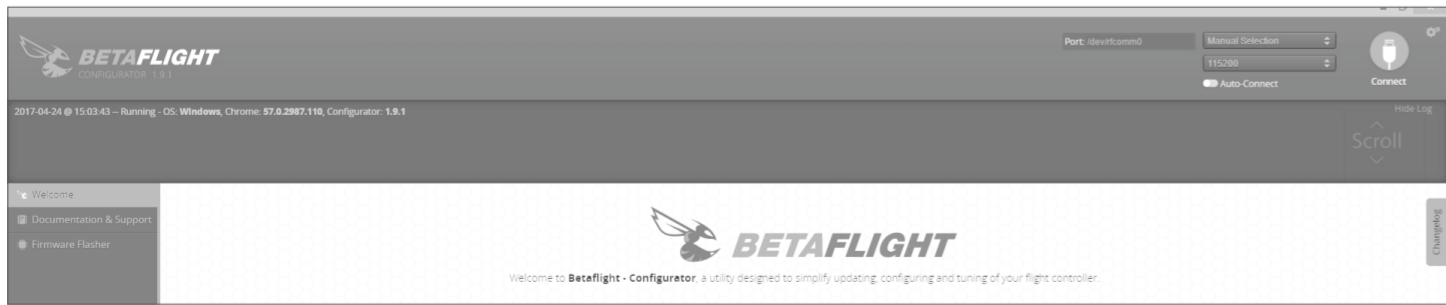 BETAFLIGHT
CONFIGURATOR 1.9.1
Port: /dev/rfcomm0
Manual Selection
115200
Auto-Connect
Connect
2017-04-24 @ 15:03:43 -- Running - OS: Windows, Chrome: 57.0.2987.110, Configurator: 1.9.1
Hide Log
Scroll
Welcome
Documentation & Support
Firmware Flasher
BETAFLIGHT
Welcome to Betaflight - Configurator, a utility designed to simplify updating, configuring and tuning of your flight controller.
Changelog